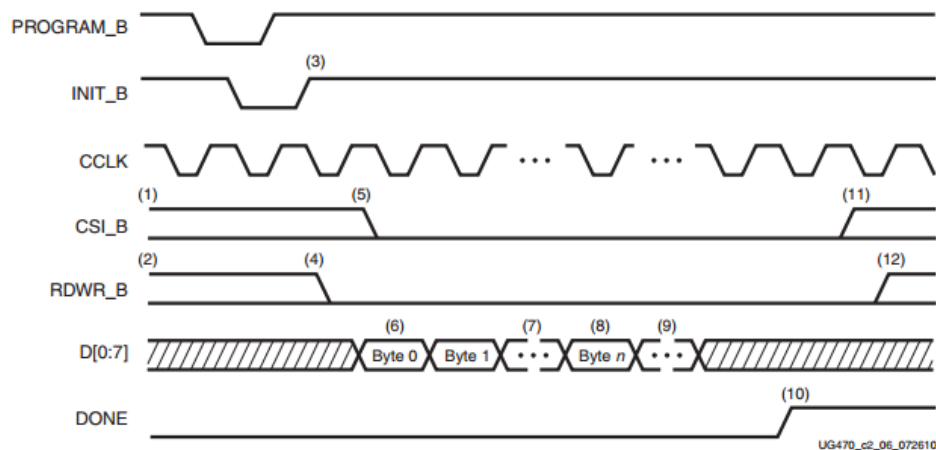 PROGRAM_B
(3)
INIT_B
CCLK
(1) (5) (11)
CSI_B
(2) (4) (12)
RDWR_B
(6) (7) (8) (9)
D[0:7] Byte 0 Byte 1 ... Byte n ...
(10)
DONE
UG470_c2_06_072610